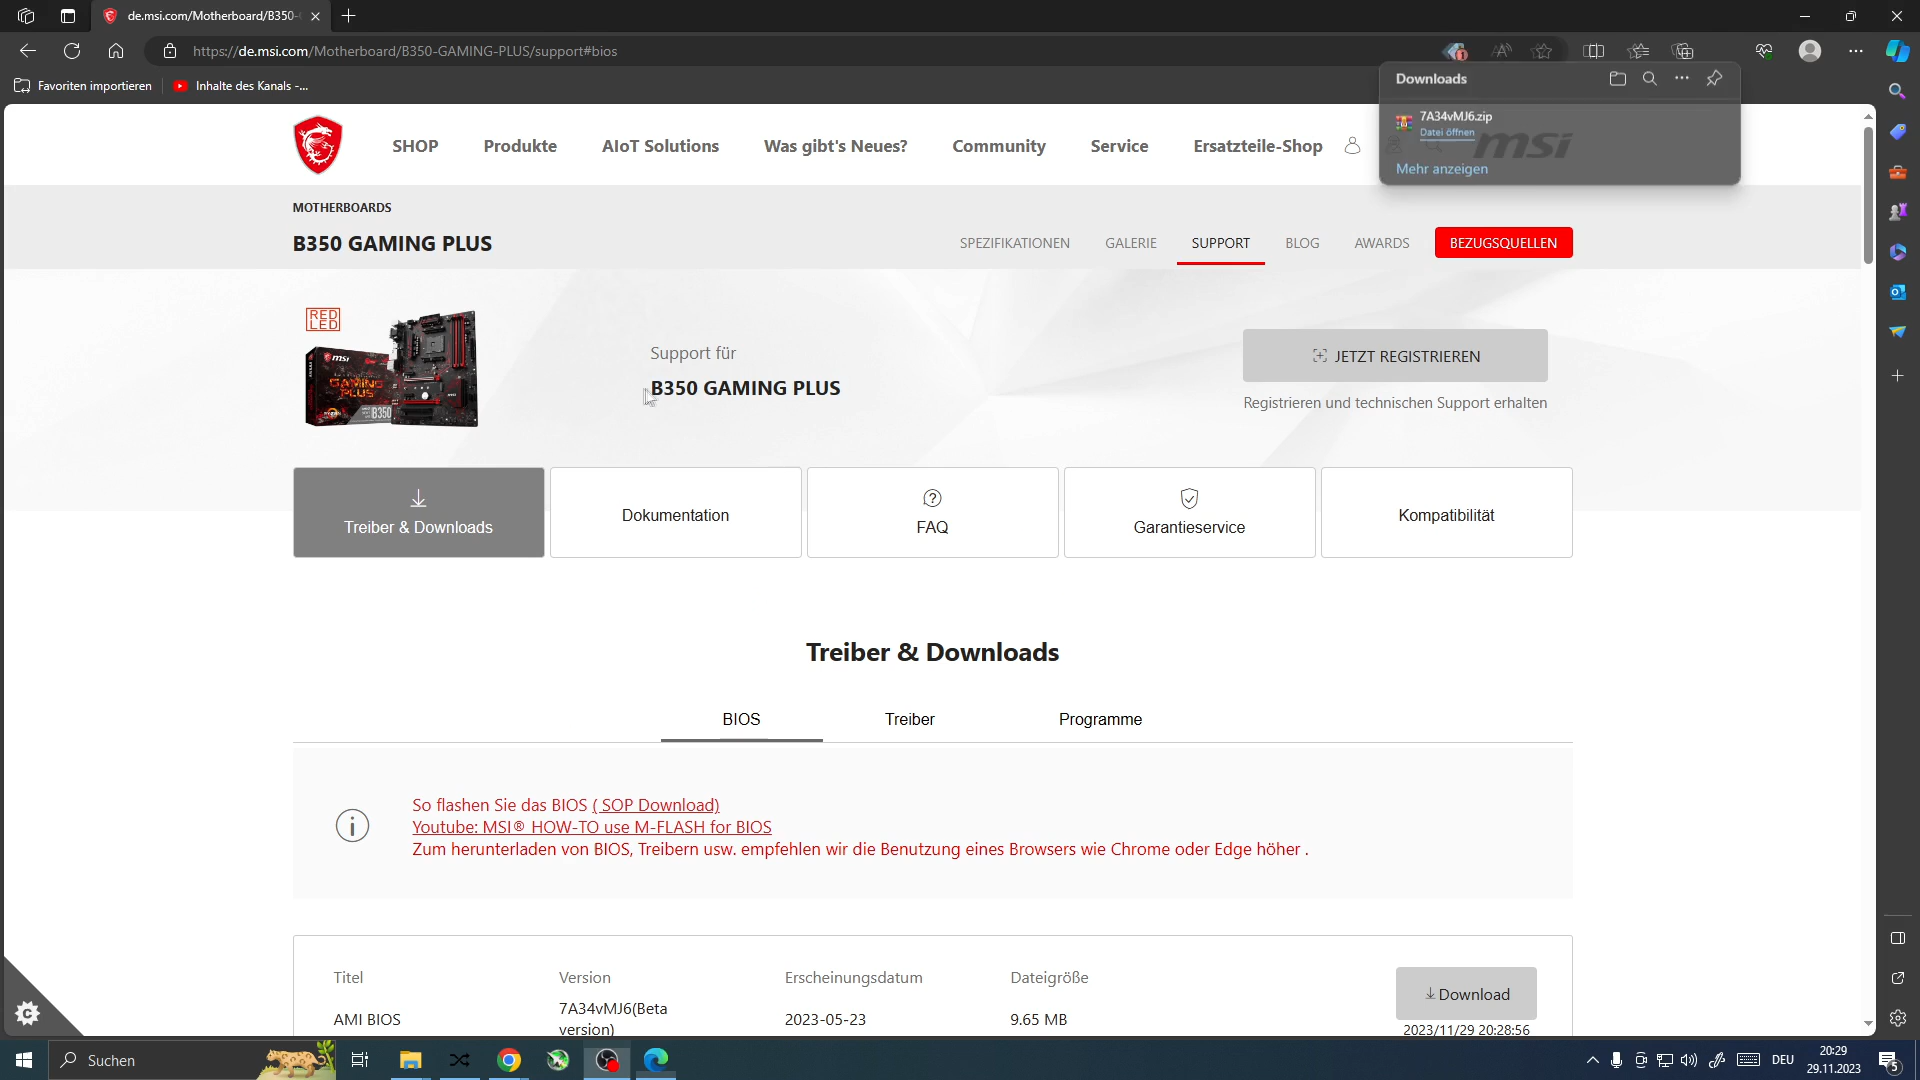 de.msi.com/Motherboard/B350-
https://de.msi.com/Motherboard/B350-GAMING-PLUS/support#bios
Favoriten importieren
Inhalte des Kanals -...
Downloads
7A34vMJ6.zip
Datei öffnen
Mehr anzeigen
msi
SHOP
Produkte
AIoT Solutions
Was gibt's Neues?
Community
Service
Ersatzteile-Shop
MOTHERBOARDS
B350 GAMING PLUS
SPEZIFIKATIONEN
GALERIE
SUPPORT
BLOG
AWARDS
BEZUGSQUELLEN
RED
LED
msi
GAMING
PLUS
B350
Support für
B350 GAMING PLUS
JETZT REGISTRIEREN
Registrieren und technischen Support erhalten
Treiber & Downloads
Dokumentation
FAQ
Garantieservice
Kompatibilität
Treiber & Downloads
BIOS
Treiber
Programme
So flashen Sie das BIOS ( SOP Download)
Youtube: MSI® HOW-TO use M-FLASH for BIOS
Zum herunterladen von BIOS, Treibern usw. empfehlen wir die Benutzung eines Browsers wie Chrome oder Edge höher .
Titel
Version
Erscheinungsdatum
Dateigröße
Download
AMI BIOS
7A34vMJ6(Beta
version)
2023-05-23
9.65 MB
2023/11/29 20:28:56
Suchen
DEU
20:29
29.11.2023
5